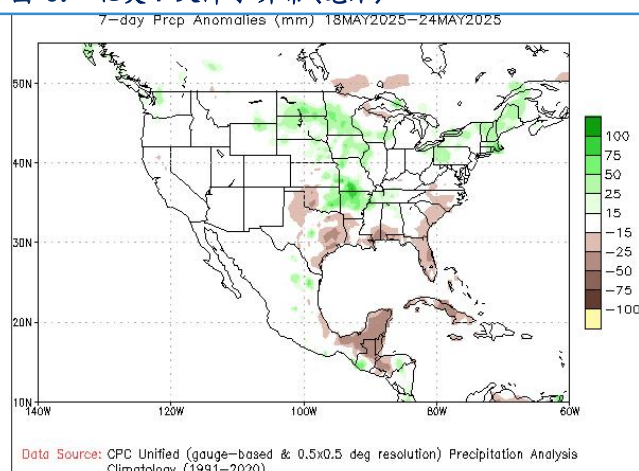 7-day Prcp Anomalies (mm) 18MAY2025-24MAY2025
50N
40N
30N
20N
10N
140W
120W
100W
80W
60W
100
75
50
25
15
-15
-25
-50
-75
-100
Data Source: CPC Unified (gauge-based & 0.5x0.5 deg resolution) Precipitation Analysis
Climatology (1991-2020)